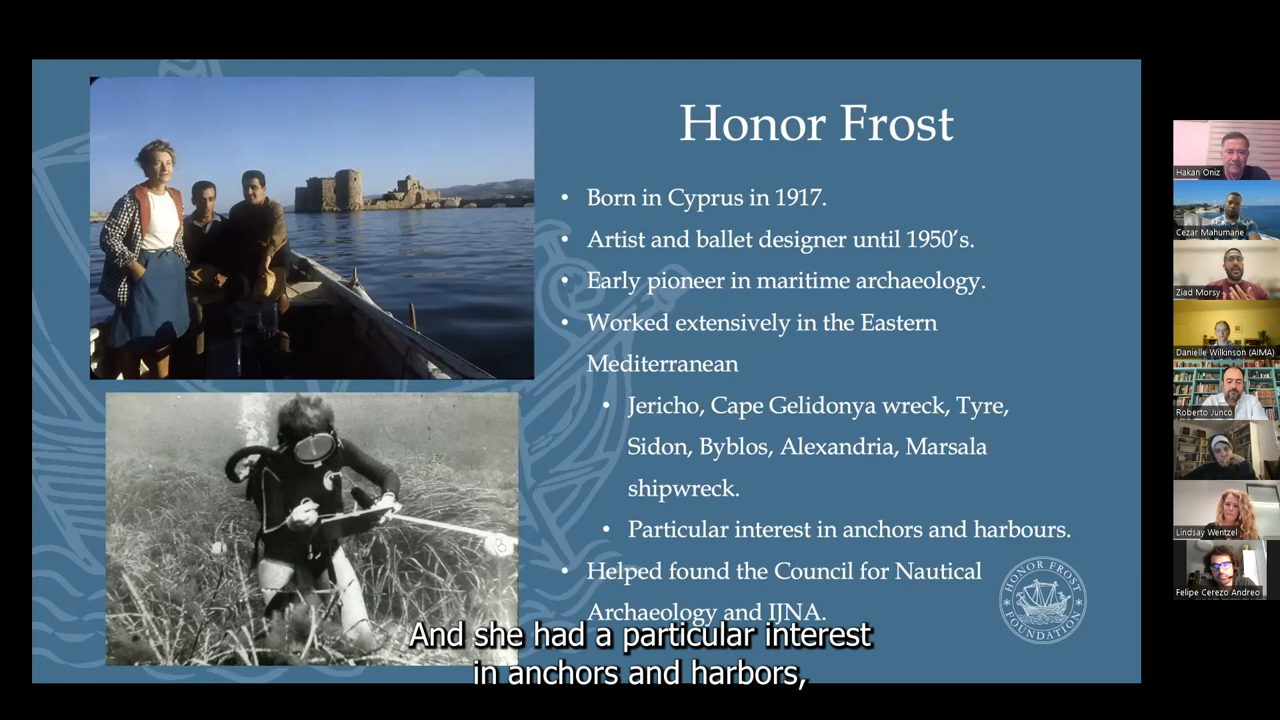 Honor Frost
• Born in Cyprus in 1917.
• Artist and ballet designer until 1950's.
• Early pioneer in maritime archaeology.
• Worked extensively in the Eastern
Mediterranean
• Jericho, Cape Gelidonya wreck, Tyre,
Sidon, Byblos, Alexandria, Marsala
shipwreck.
• Particular interest in anchors and harbours.
• Helped found the Council for Nautical
Archaeology and IJNA.
HONOR FROST
FOUNDATION
And she had a particular interest
in anchors and harbors,
Hakan Oniz
Cezar Mahumane
Ziad Morsy
Danielle Wilkinson (AIMA)
Roberto Junco
Lindsay Wentzel
Felipe Cerezo Andreo